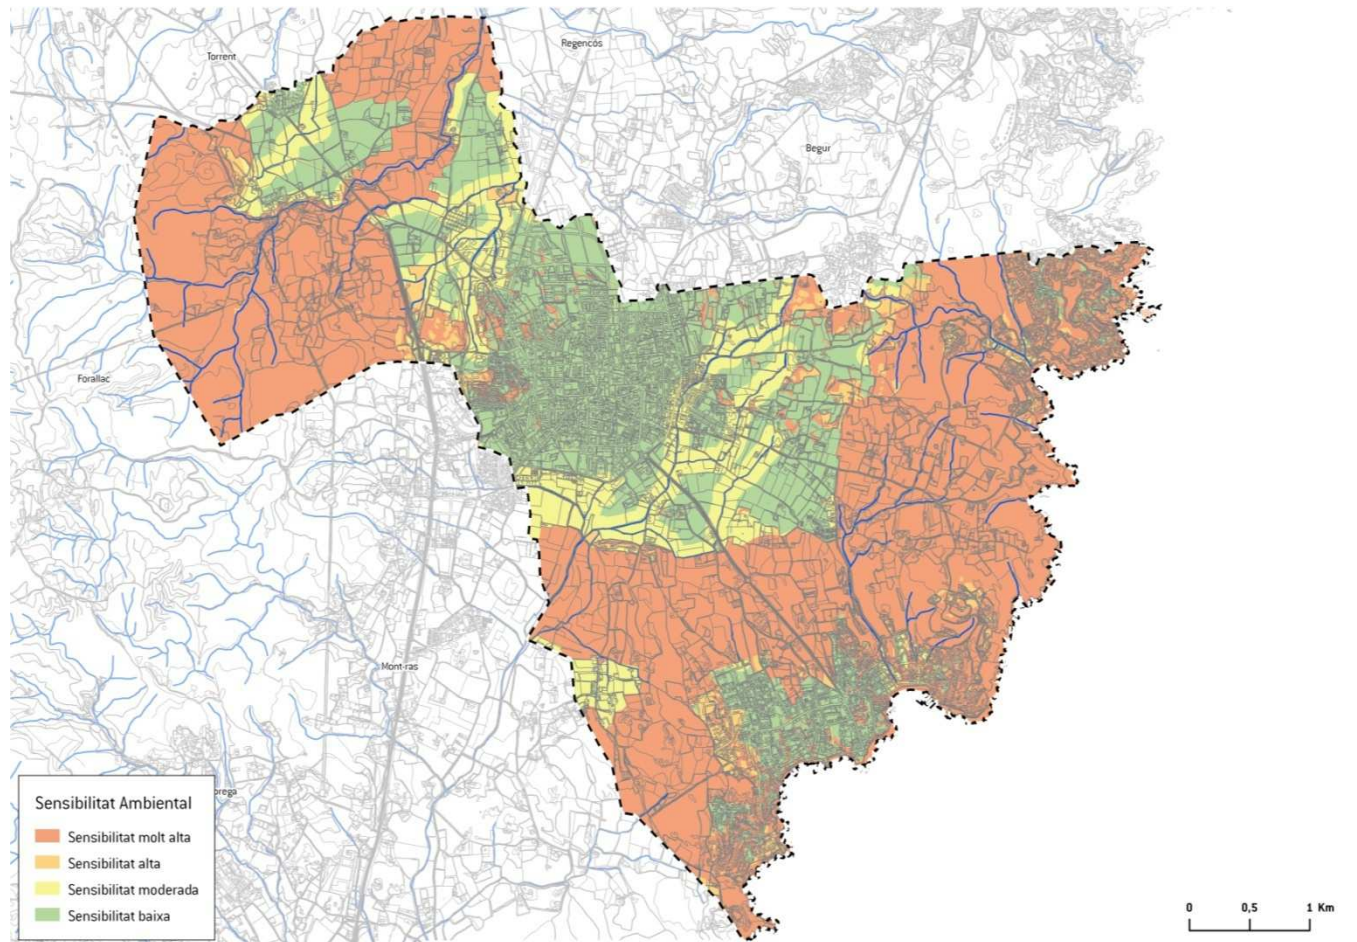 Torrent
Regencós
Begur
Forallac
Mont-ras
Sensibilitat Ambiental
Sensibilitat molt alta
Sensibilitat alta
Sensibilitat moderada
Sensibilitat baixa
0 0,5 1 Km